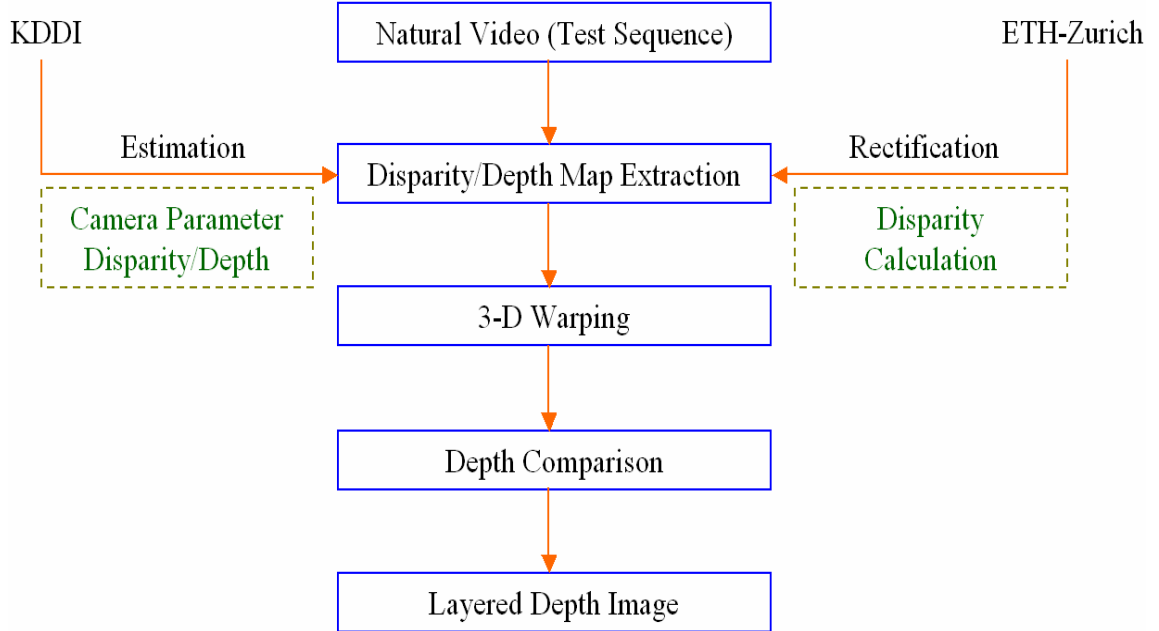 KDDI
Natural Video (Test Sequence)
ETH-Zurich
Estimation
Disparity/Depth Map Extraction
Rectification
Camera Parameter
Disparity/Depth
Disparity
Calculation
3-D Warping
Depth Comparison
Layered Depth Image